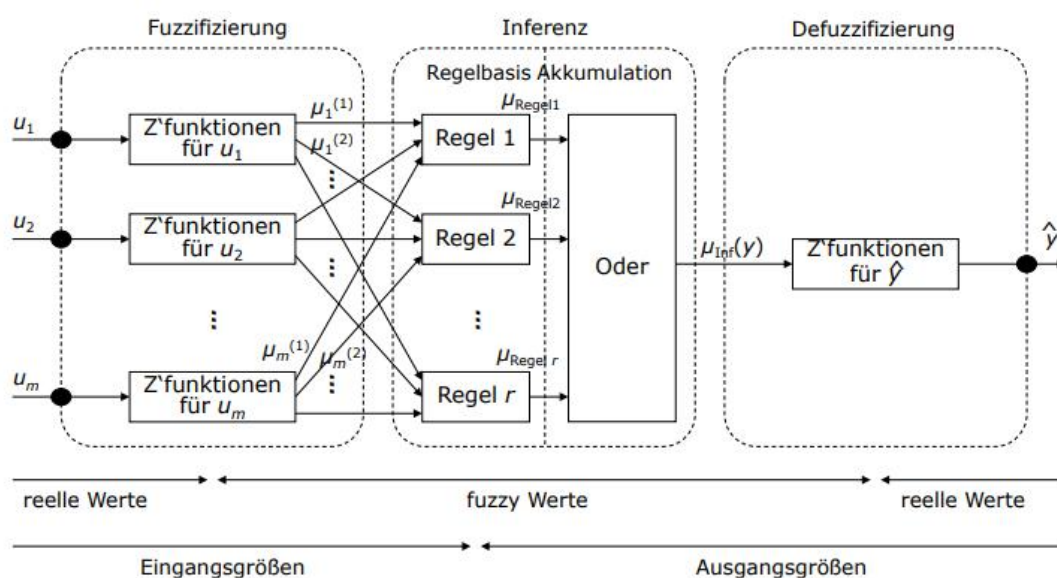 Fuzzifizierung Inferenz Defuzzifizierung
Regelbasis Akkumulation
u₁
Z'funktionen
für u₁
μ₁⁽¹⁾
μ₁⁽²⁾
...
Regel 1
μRegel1
u₂
Z'funktionen
für u₂
...
Regel 2
μRegel2
Oder
μInf(y)
Z'funktionen
für ŷ
ŷ
...
...
μₘ⁽¹⁾
μₘ⁽²⁾
...
uₘ
Z'funktionen
für uₘ
Regel r
μRegel r
reelle Werte fuzzy Werte reelle Werte
Eingangsgrößen Ausgangsgrößen